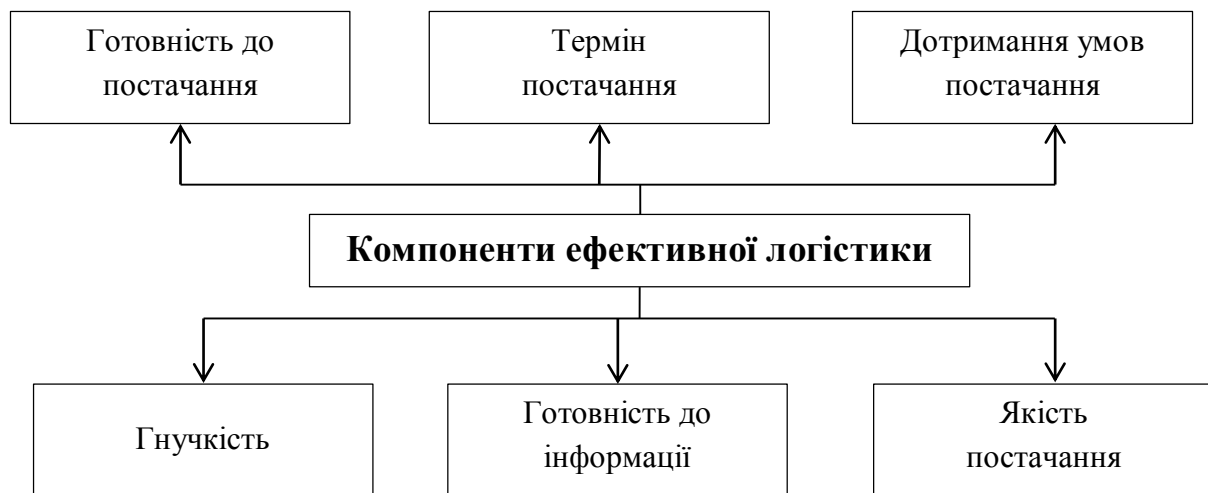 Готовність до
постачання
Термін
постачання
Дотримання умов
постачання
Компоненти ефективної логістики
Гнучкість
Готовність до
інформації
Якість
постачання